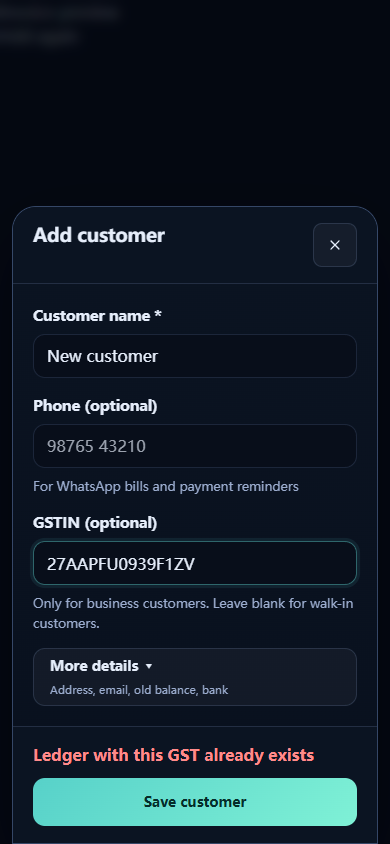 Add customer
×
Customer name *
New customer
Phone (optional)
98765 43210
For WhatsApp bills and payment reminders
GSTIN (optional)
27AAPFU0939F1ZV
Only for business customers. Leave blank for walk-in
customers.
More details ▾
Address, email, old balance, bank
Ledger with this GST already exists
Save customer